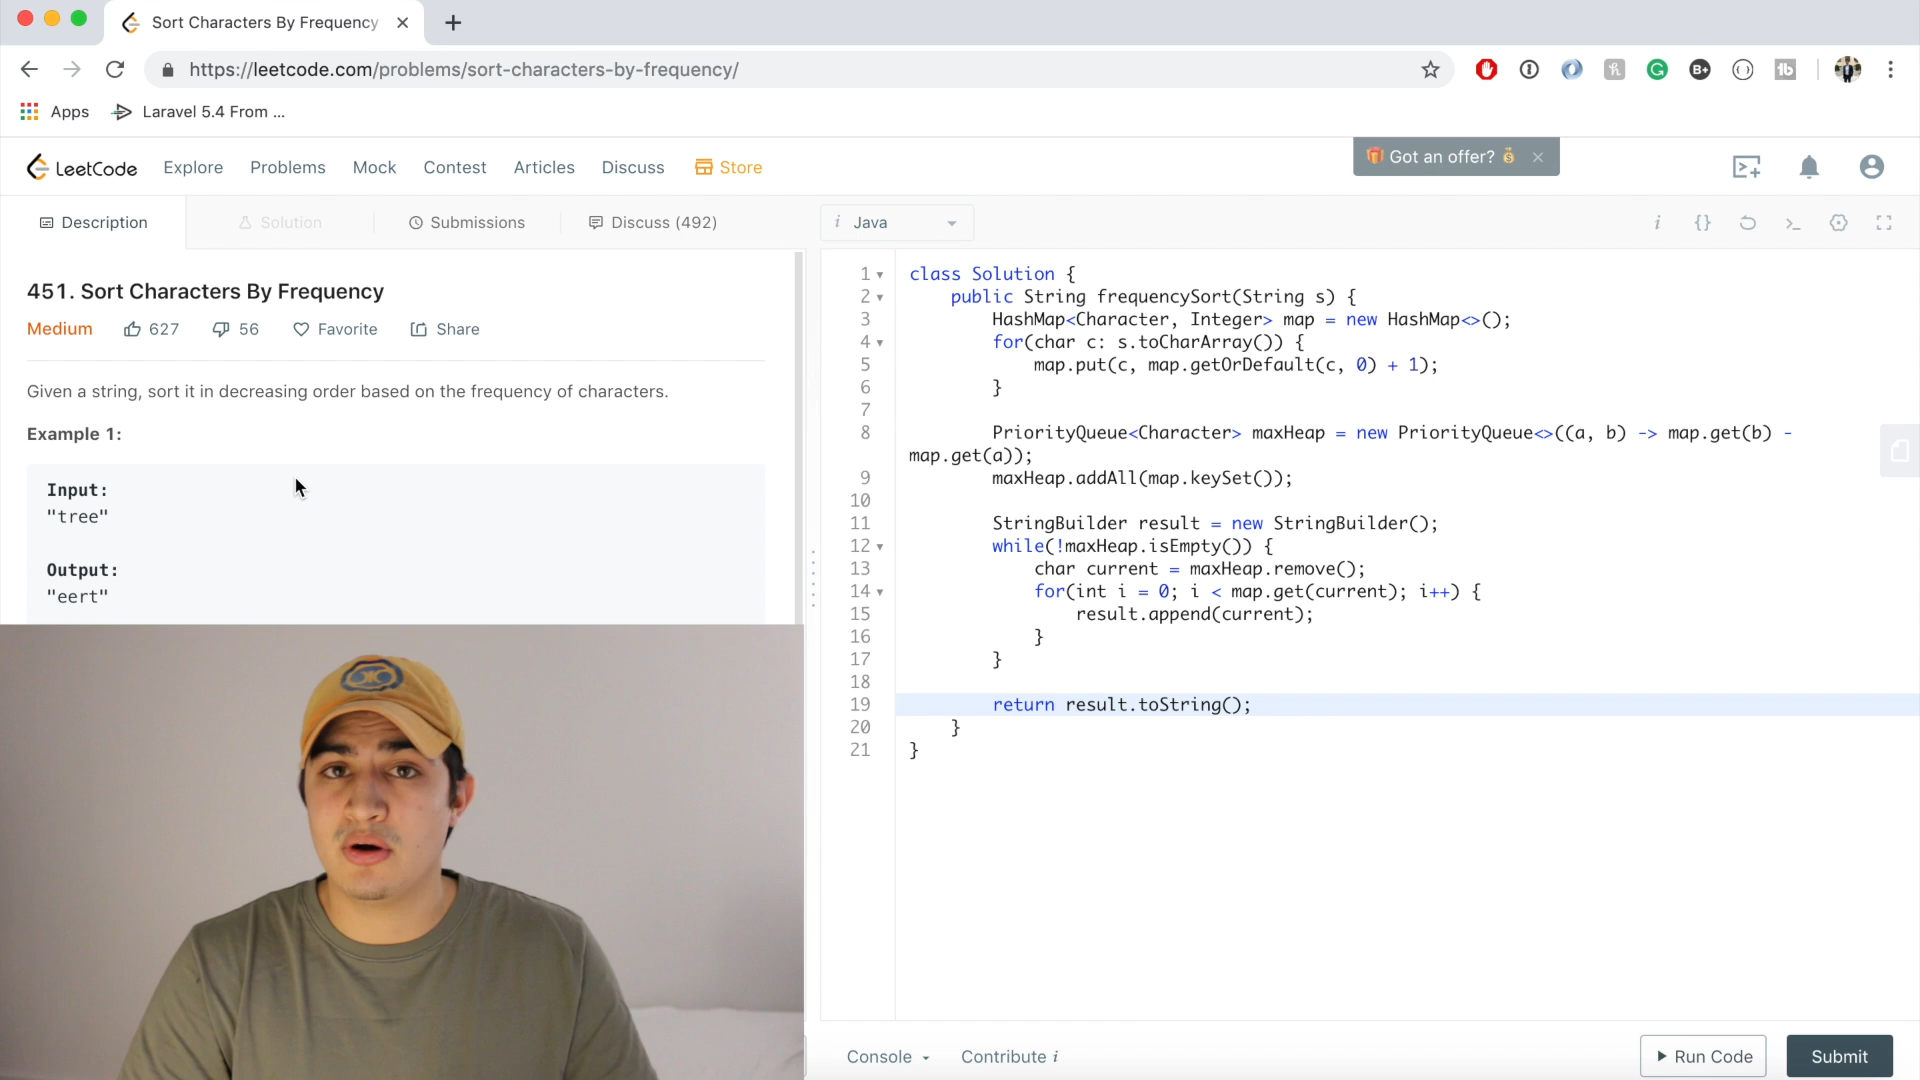 Sort Characters By Frequency
https://leetcode.com/problems/sort-characters-by-frequency/
Apps
Laravel 5.4 From ...
LeetCode
Explore
Problems
Mock
Contest
Articles
Discuss
Store
Got an offer?
Description
Solution
Submissions
Discuss (492)
i Java
451. Sort Characters By Frequency
Medium
627
56
Favorite
Share
Given a string, sort it in decreasing order based on the frequency of characters.
Example 1:
Input:
"tree"
Output:
"eert"
1 class Solution {
2 public String frequencySort(String s) {
3 HashMap<Character, Integer> map = new HashMap<>();
4 for(char c: s.toCharArray()) {
5 map.put(c, map.getOrDefault(c, 0) + 1);
6 }
7
8 PriorityQueue<Character> maxHeap = new PriorityQueue<>((a, b) -> map.get(b) -
map.get(a));
9 maxHeap.addAll(map.keySet());
10
11 StringBuilder result = new StringBuilder();
12 while(!maxHeap.isEmpty()) {
13 char current = maxHeap.remove();
14 for(int i = 0; i < map.get(current); i++) {
15 result.append(current);
16 }
17 }
18
19 return result.toString();
20 }
21 }
Console
Contribute i
Run Code
Submit